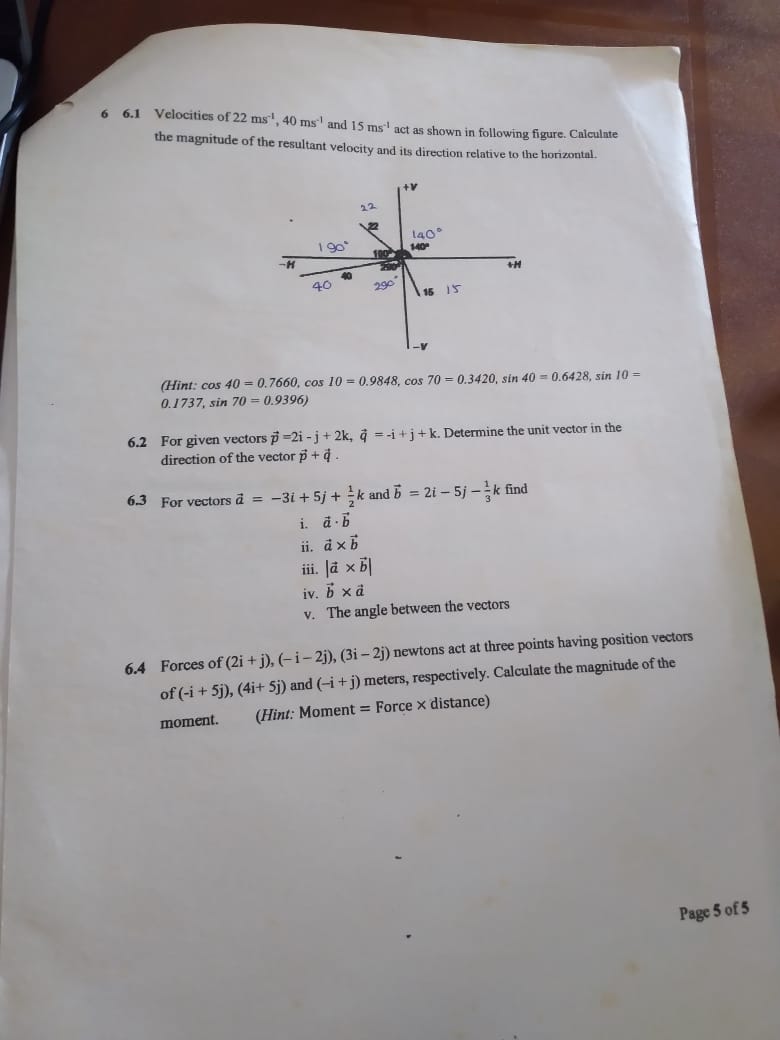 6 6.1 Velocities of 22 ms⁻¹, 40 ms⁻¹ and 15 ms⁻¹ act as shown in following figure. Calculate
the magnitude of the resultant velocity and its direction relative to the horizontal.
+V
22
22
140°
190°
140°
190°
-H
+H
290°
40
40
290°
15 15
-V
(Hint: cos 40 = 0.7660, cos 10 = 0.9848, cos 70 = 0.3420, sin 40 = 0.6428, sin 10 =
0.1737, sin 70 = 0.9396)
6.2 For given vectors p⃗ =2i - j + 2k, q⃗ = -i + j + k. Determine the unit vector in the
direction of the vector p⃗ + q⃗ .
6.3 For vectors a⃗ = −3i + 5j + ½k and b⃗ = 2i − 5j − ⅓k find
i. a⃗ · b⃗
ii. a⃗ × b⃗
iii. |a⃗ × b⃗|
iv. b⃗ × a⃗
v. The angle between the vectors
6.4 Forces of (2i + j), (– i – 2j), (3i – 2j) newtons act at three points having position vectors
of (-i + 5j), (4i+ 5j) and (–i + j) meters, respectively. Calculate the magnitude of the
moment. (Hint: Moment = Force × distance)
Page 5 of 5